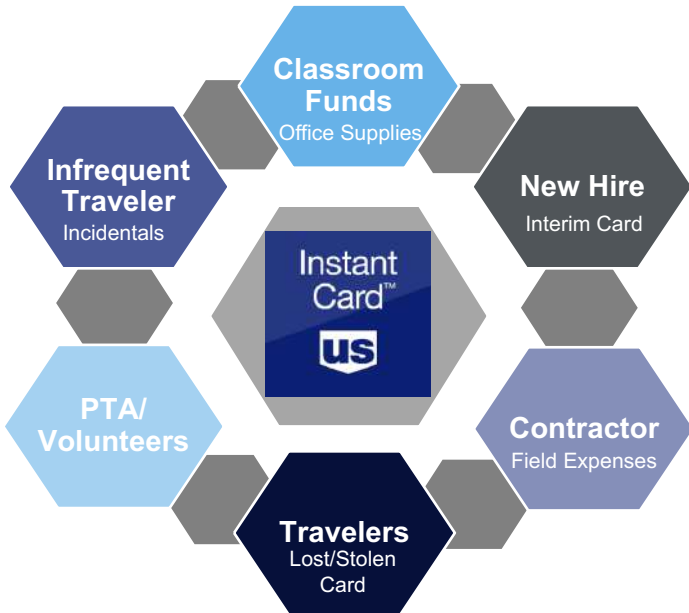 Classroom
Funds
Office Supplies
Infrequent
Traveler
Incidentals
New Hire
Interim Card
Instant
Card™
us
PTA/
Volunteers
Contractor
Field Expenses
Travelers
Lost/Stolen
Card